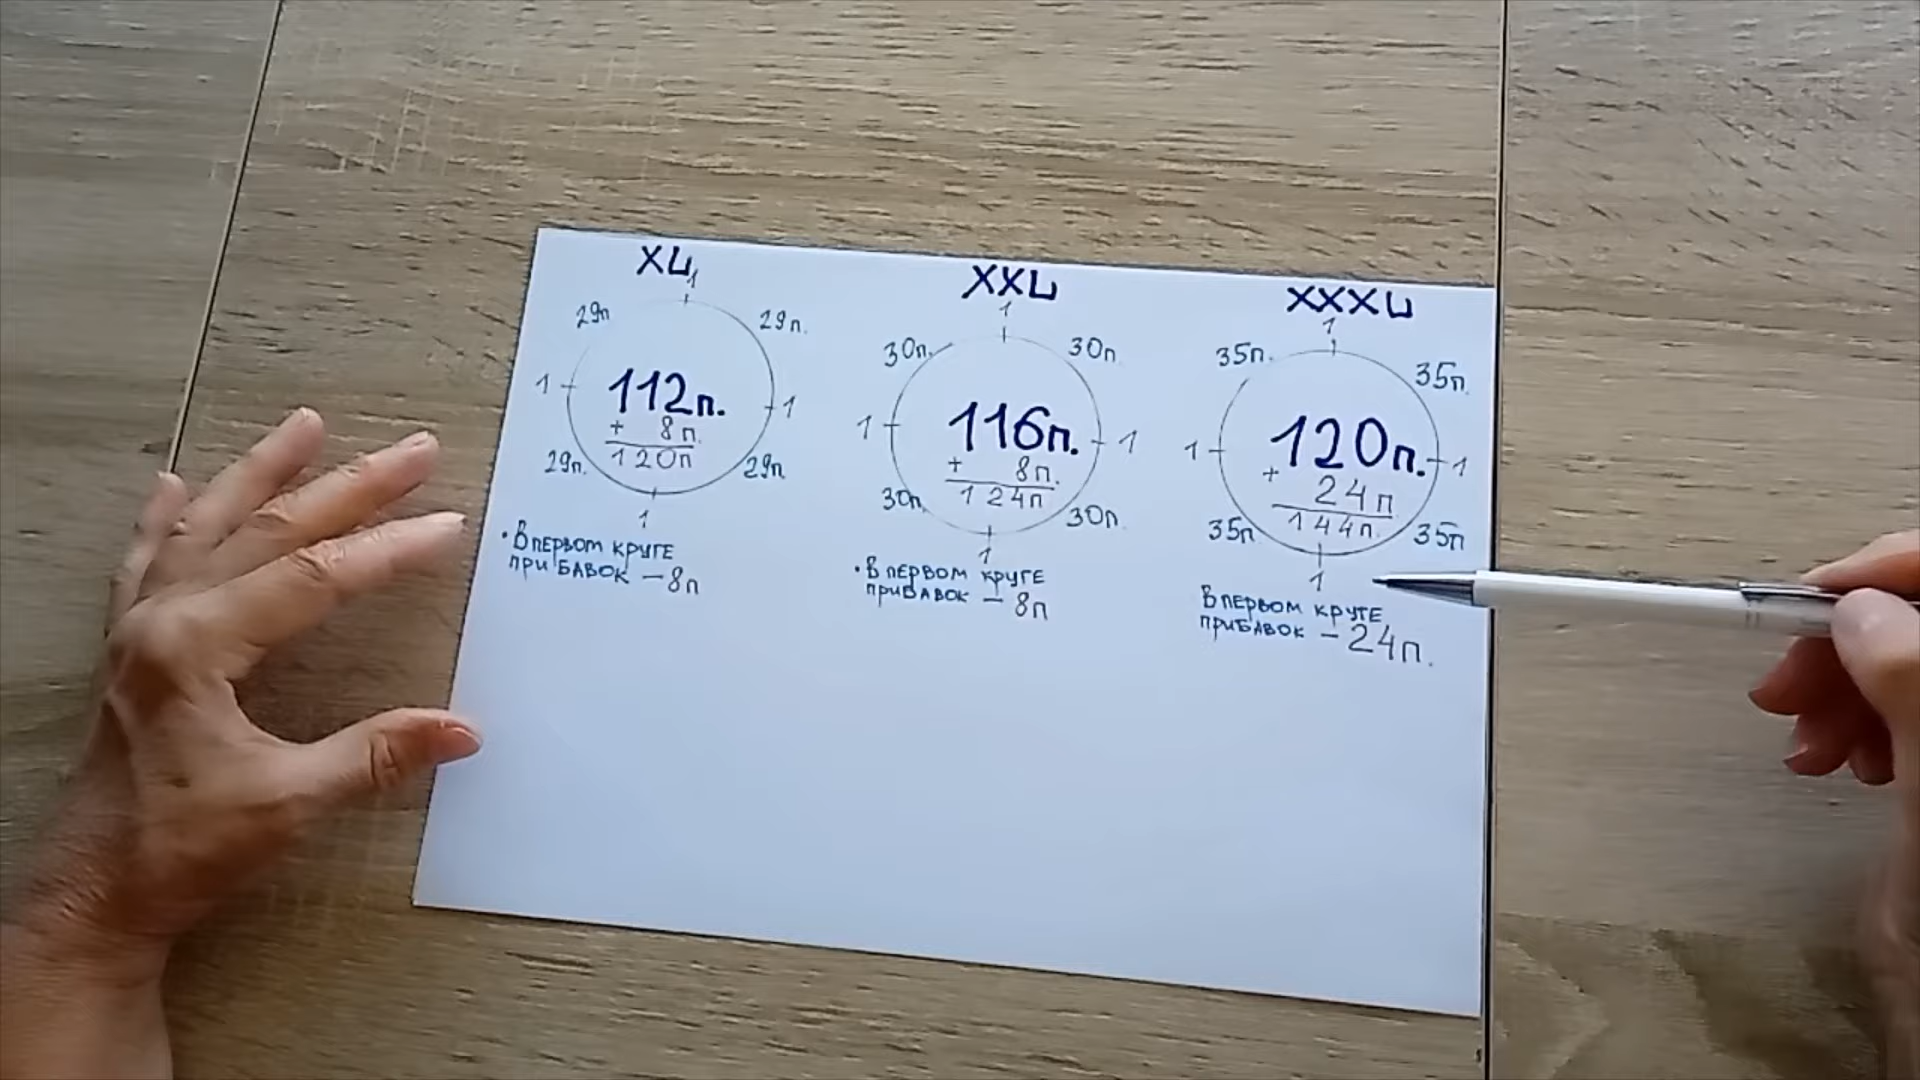 XL
1
29п
29п.
1
112п.
+ 8п.
120п
1
29п.
29п.
1
• В первом круге
прибавок – 8п
XXL
1
30п.
30п.
1
116п.
+ 8п.
124п
1
30п.
30п.
1
• В первом круге
прибавок – 8п
XXXL
1
35п.
35п.
1
120п.
+ 24п
144п.
1
35п.
35п
1
В первом круге
прибавок – 24п.